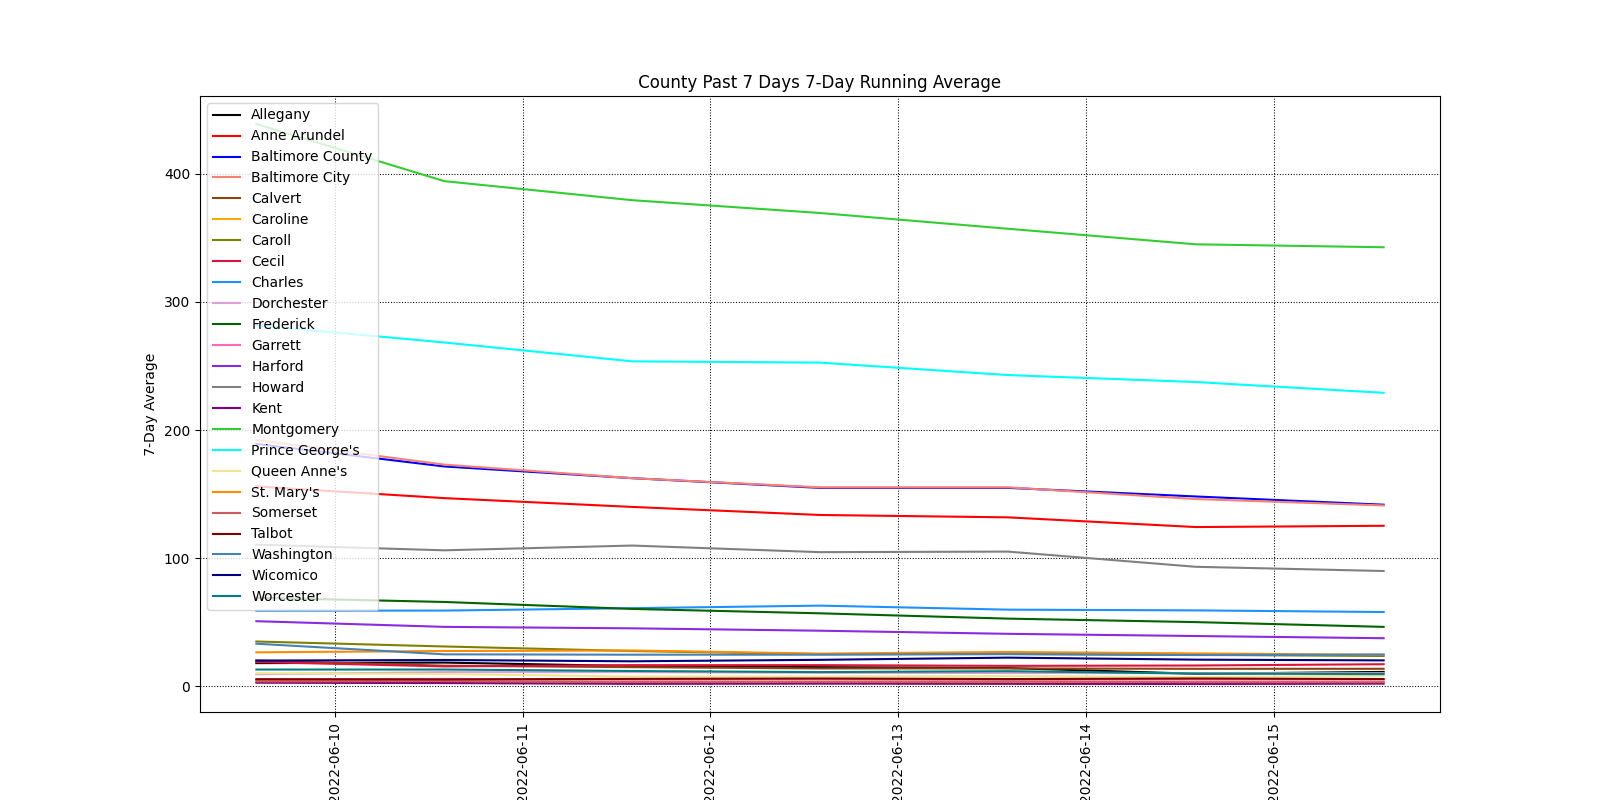 County Past 7 Days 7-Day Running Average
7-Day Average
400
300
200
100
0
Allegany
Anne Arundel
Baltimore County
Baltimore City
Calvert
Caroline
Caroll
Cecil
Charles
Dorchester
Frederick
Garrett
Harford
Howard
Kent
Montgomery
Prince George's
Queen Anne's
St. Mary's
Somerset
Talbot
Washington
Wicomico
Worcester
2022-06-10
2022-06-11
2022-06-12
2022-06-13
2022-06-14
2022-06-15